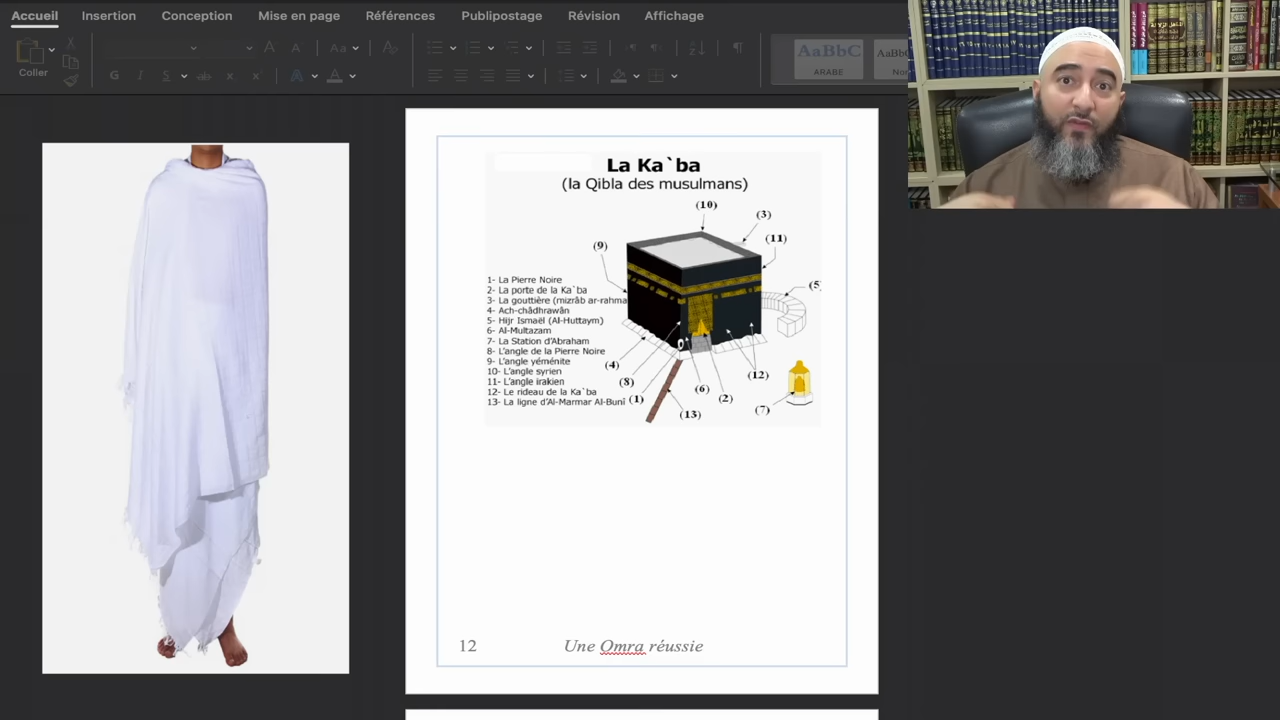 Accueil Insertion Conception Mise en page Références Publipostage Révision Affichage
Coller
Aa
G I S
AaBbC
ARABE
La Ka`ba
(la Qibla des musulmans)
(10)
(3)
(11)
(9)
(5)
1- La Pierre Noire
2- La porte de la Ka`ba
3- La gouttière (mizrâb ar-rahma
4- Ach-châdhrawân
5- Hijr Ismaël (Al-Huttaym)
6- Al-Multazam
7- La Station d'Abraham
8- L'angle de la Pierre Noire
9- L'angle yéménite
10- L'angle syrien
11- L'angle irakien
12- Le rideau de la Ka`ba
13- La ligne d'Al-Marmar Al-Bunî
(4)
(8)
(1)
(13)
(6)
(2)
(12)
(7)
12 Une Omra réussie